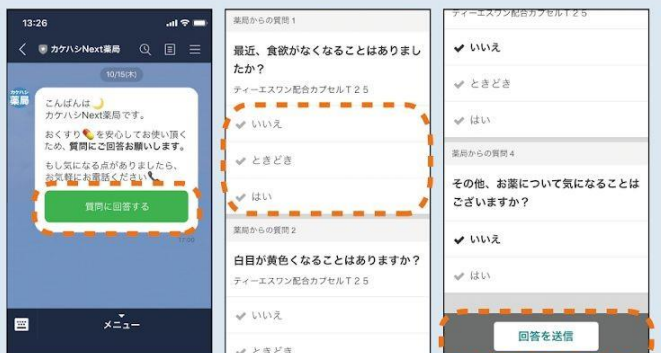 13:26
カケハシNext薬局
10/15(木)
カケハシ
薬局
こんばんは🌙
カケハシNext薬局です。
おくすり💊を安心してお使い頂く
ため、質問にご回答お願いします。
もし気になる点がありましたら、
お気軽にお電話ください📞
質問に回答する
17:00
メニュー
薬局からの質問 1
最近、食欲がなくなることはありまし
たか？
ティーエスワン配合カプセルＴ２５
いいえ
ときどき
はい
薬局からの質問 2
白目が黄色くなることはありますか？
ティーエスワン配合カプセルＴ２５
いいえ
ときどき
ティーエスワン配合カプセルＴ２５
いいえ
ときどき
はい
薬局からの質問 4
その他、お薬について気になることは
ございますか？
いいえ
はい
回答を送信